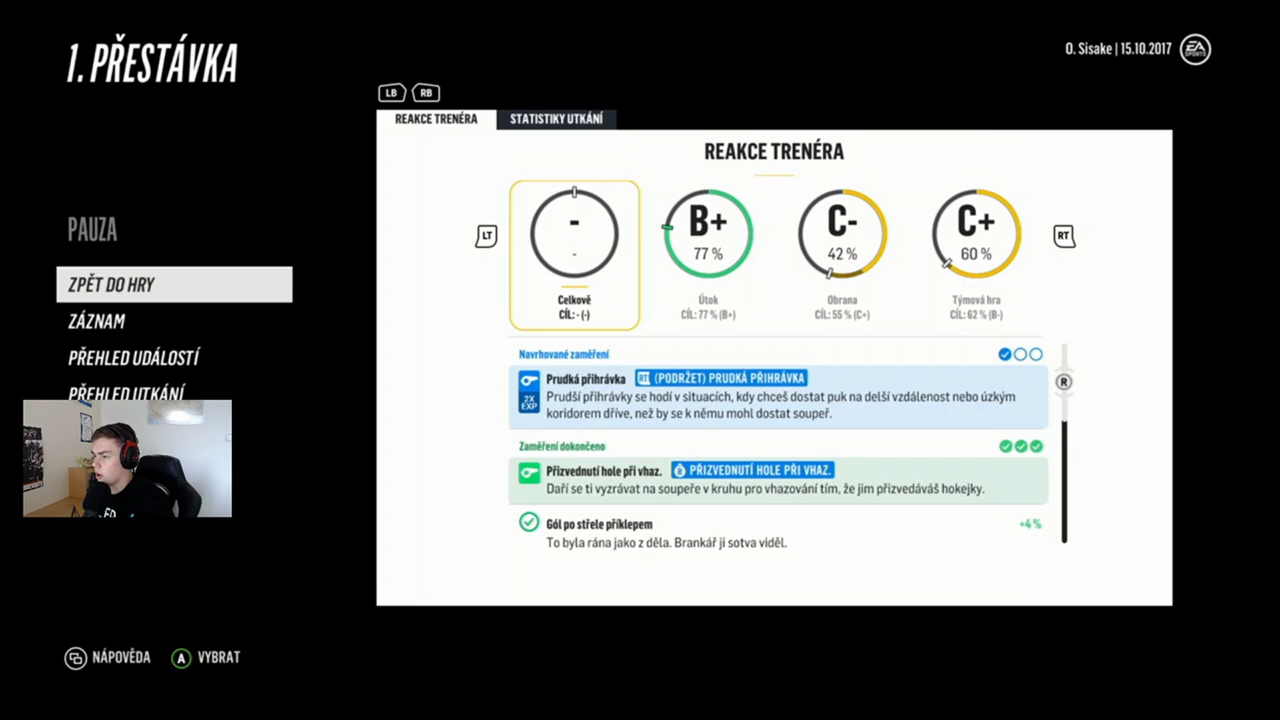 1. PŘESTÁVKA
O. Sisake | 15.10.2017
EA SPORTS
LB RB
REAKCE TRENÉRA STATISTIKY UTKÁNÍ
REAKCE TRENÉRA
LT
-
-
Celkově
CÍL: - (-)
B+
77 %
Útok
CÍL: 77 % (B+)
C-
42 %
Obrana
CÍL: 55 % (C+)
C+
60 %
Týmová hra
CÍL: 62 % (B-)
RT
PAUZA
ZPĚT DO HRY
ZÁZNAM
PŘEHLED UDÁLOSTÍ
PŘEHLED UTKÁNÍ
Navrhované zaměření
Prudká přihrávka RT (PODRŽET) PRUDKÁ PŘIHRÁVKA
2X EXP
Prudší přihrávky se hodí v situacích, kdy chceš dostat puk na delší vzdálenost nebo úzkým
koridorem dříve, než by se k němu mohl dostat soupeř.
R
Zaměření dokončeno
Přizvednutí hole při vhaz. R PŘIZVEDNUTÍ HOLE PŘI VHAZ.
Daří se ti vyzrávat na soupeře v kruhu pro vhazování tím, že jim přizvedáváš hokejky.
Gól po střele příklepem +4 %
To byla rána jako z děla. Brankář ji sotva viděl.
NÁPOVĚDA A VYBRAT